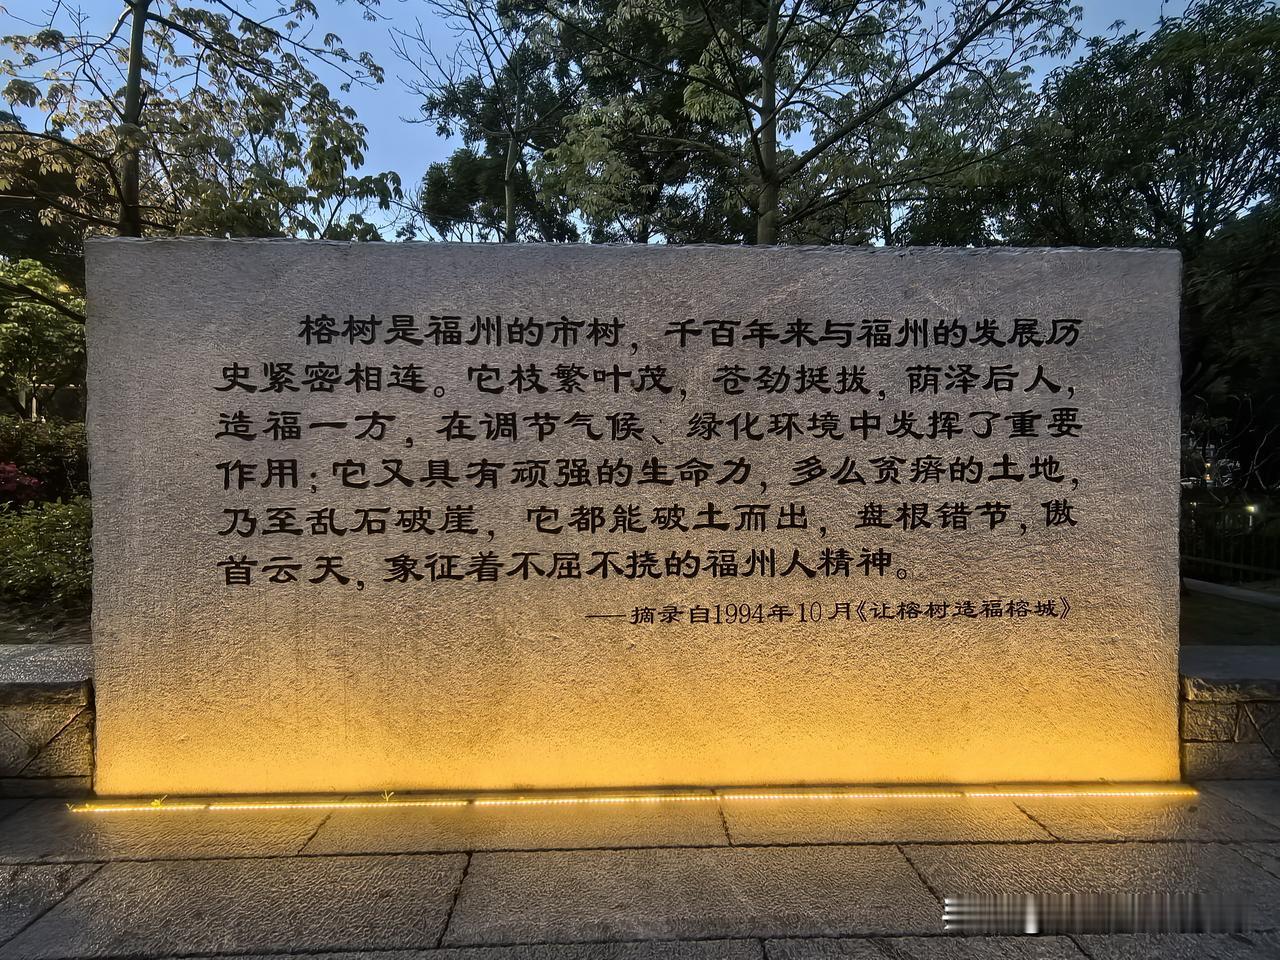 榕树是福州的市树，千百年来与福州的发展历
史紧密相连。它枝繁叶茂，苍劲挺拔，荫泽后人，
造福一方，在调节气候、绿化环境中发挥了重要
作用；它又具有顽强的生命力，多么贫瘠的土地，
乃至乱石破崖，它都能破土而出，盘根错节，傲
首云天，象征着不屈不挠的福州人精神。
——摘录自1994年10月《让榕树造福榕城》